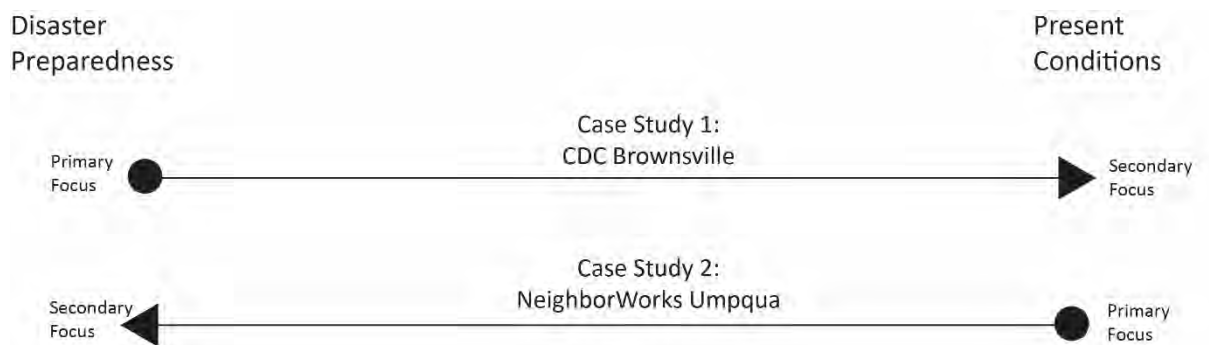 Disaster
Preparedness
Present
Conditions
Case Study 1:
CDC Brownsville
Primary
Focus
Secondary
Focus
Case Study 2:
NeighborWorks Umpqua
Secondary
Focus
Primary
Focus